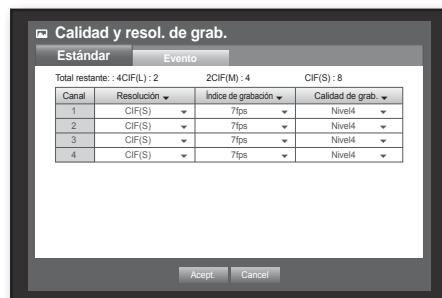 Calidad y resol. de grab.
Estándar Evento
Total restante: : 4CIF(L) : 2 2CIF(M) : 4 CIF(S) : 8
Canal Resolución Índice de grabación Calidad de grab.
1 CIF(S) 7fps Nivel4
2 CIF(S) 7fps Nivel4
3 CIF(S) 7fps Nivel4
4 CIF(S) 7fps Nivel4
Acept. Cancel